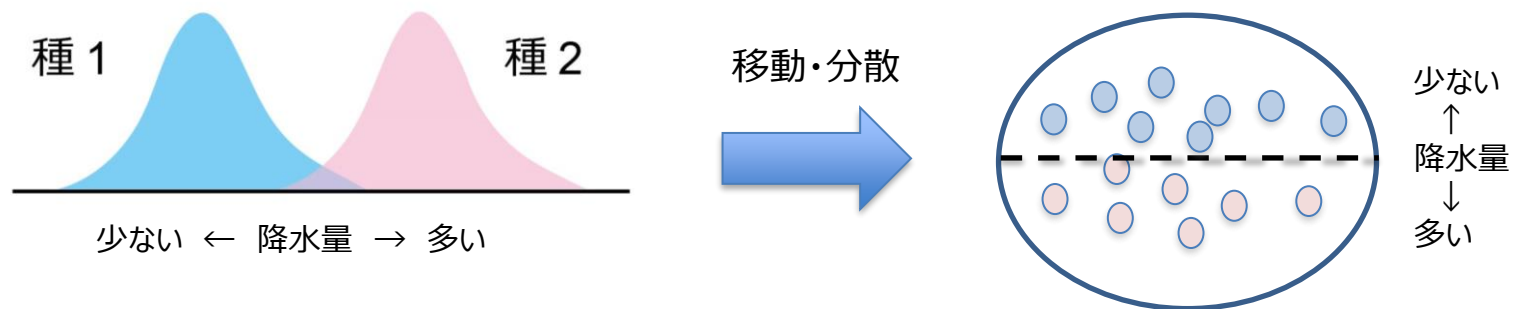 種 1
種 2
少ない ← 降水量 → 多い
移動・分散
少ない
↑
降水量
↓
多い